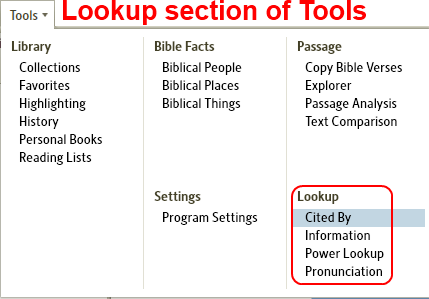 Tools
Lookup section of Tools
Library
Collections
Favorites
Highlighting
History
Personal Books
Reading Lists
Bible Facts
Biblical People
Biblical Places
Biblical Things
Passage
Copy Bible Verses
Explorer
Passage Analysis
Text Comparison
Settings
Program Settings
Lookup
Cited By
Information
Power Lookup
Pronunciation